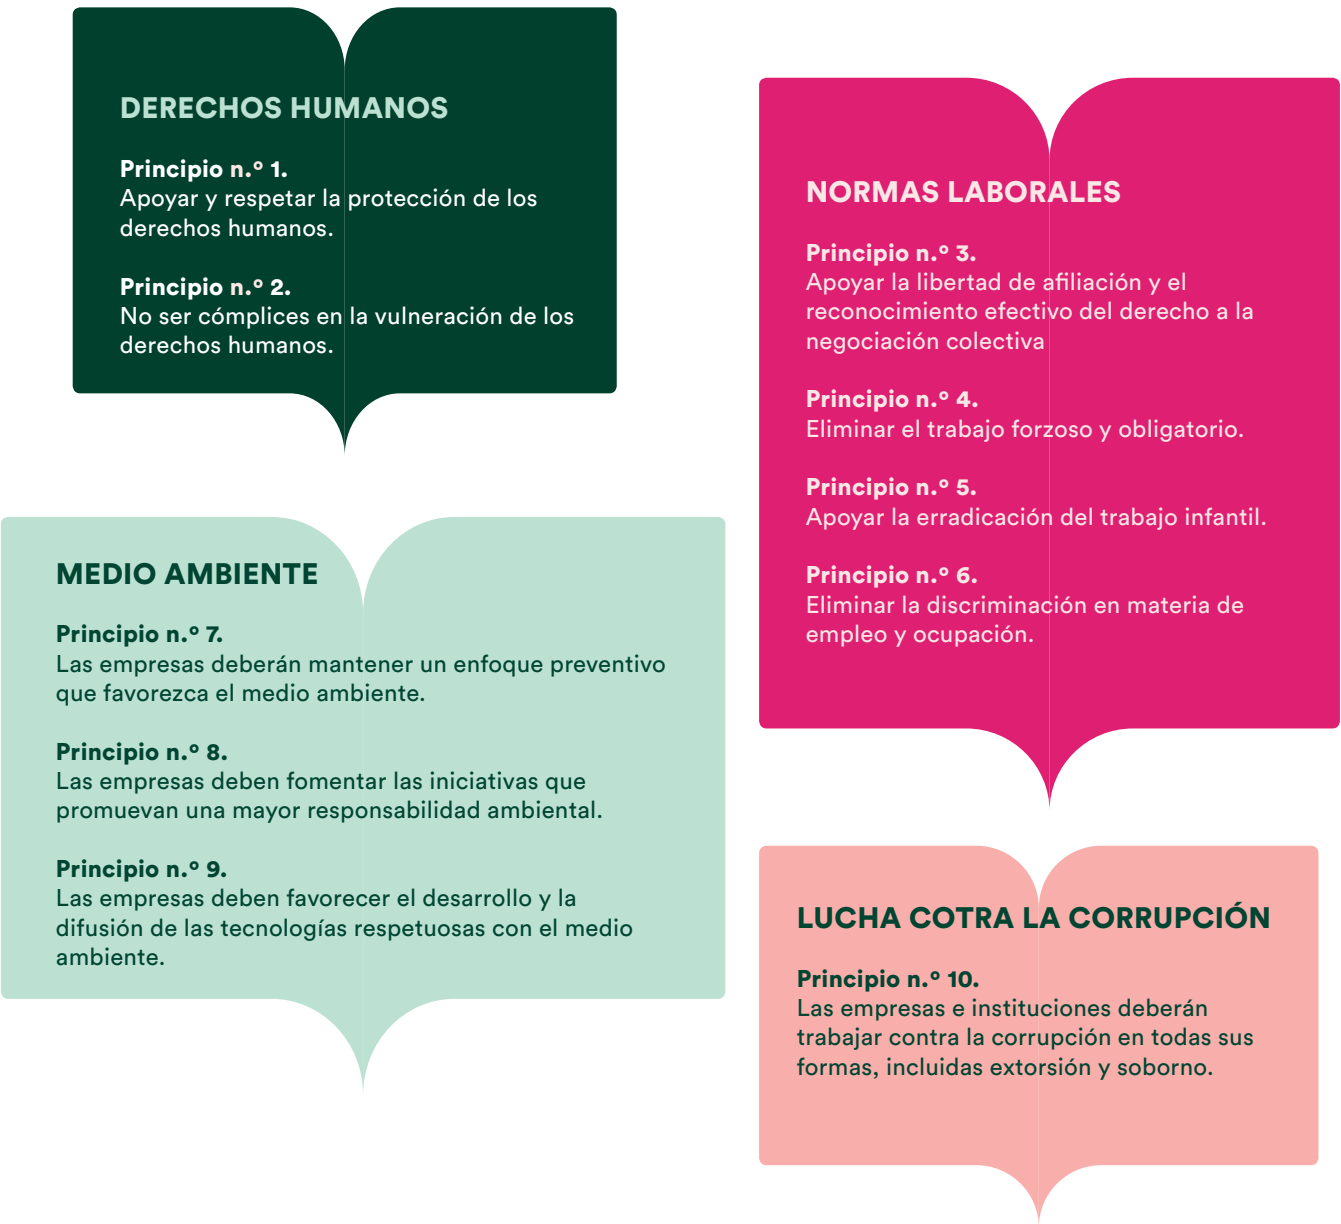 DERECHOS HUMANOS
Principio n.º 1.
Apoyar y respetar la protección de los
derechos humanos.
Principio n.º 2.
No ser cómplices en la vulneración de los
derechos humanos.
NORMAS LABORALES
Principio n.º 3.
Apoyar la libertad de afiliación y el
reconocimiento efectivo del derecho a la
negociación colectiva
Principio n.º 4.
Eliminar el trabajo forzoso y obligatorio.
Principio n.º 5.
Apoyar la erradicación del trabajo infantil.
Principio n.º 6.
Eliminar la discriminación en materia de
empleo y ocupación.
MEDIO AMBIENTE
Principio n.º 7.
Las empresas deberán mantener un enfoque preventivo
que favorezca el medio ambiente.
Principio n.º 8.
Las empresas deben fomentar las iniciativas que
promuevan una mayor responsabilidad ambiental.
Principio n.º 9.
Las empresas deben favorecer el desarrollo y la
difusión de las tecnologías respetuosas con el medio
ambiente.
LUCHA COTRA LA CORRUPCIÓN
Principio n.º 10.
Las empresas e instituciones deberán
trabajar contra la corrupción en todas sus
formas, incluidas extorsión y soborno.